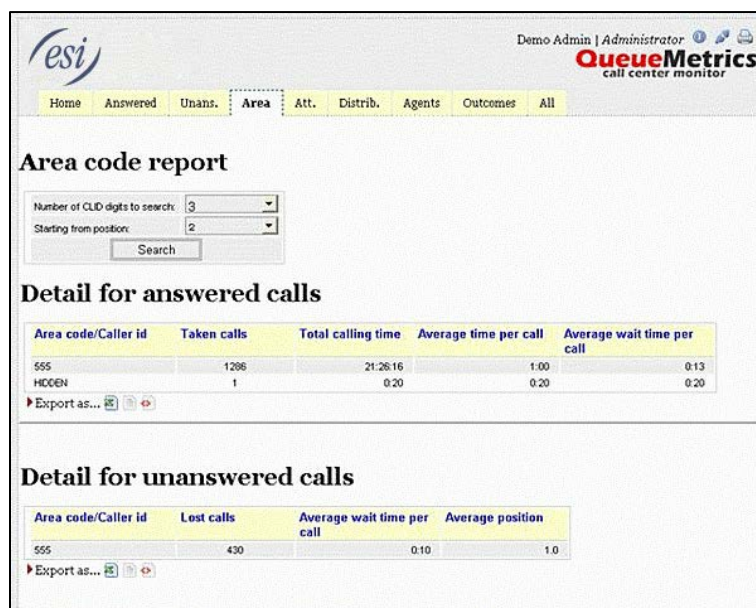 esi
Demo Admin | Administrator
QueueMetrics
call center monitor
Home Answered Unans. Area Att. Distrib. Agents Outcomes All
Area code report
Number of CLID digits to search: 3
Starting from position: 2
Search
Detail for answered calls
Area code/Caller id Taken calls Total calling time Average time per call Average wait time per
call
555 1286 21:26:16 1:00 0:13
HIDDEN 1 0:20 0:20 0:20
Export as...
Detail for unanswered calls
Area code/Caller id Lost calls Average wait time per Average position
call
555 430 0:10 1.0
Export as...